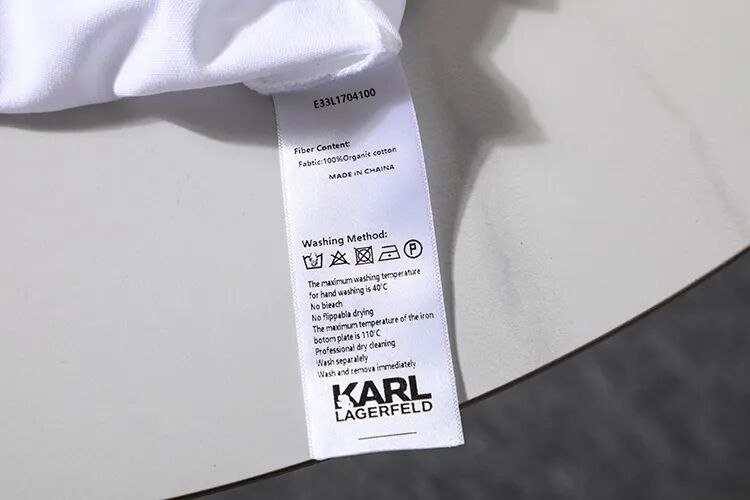 E33L1704100
Fiber Content:
Fabtic:100%Organic cotton
MADE IN CHAINA
Washing Method:
P
The maximum washing temperature
for hand washing is 40°C
No bleach
No flippabla drying
The maximum temperature of the iron
botom plate is 110°C
Professional dry cleaning
Wash separately
Wash and remova immediately
KARL
LAGERFELD